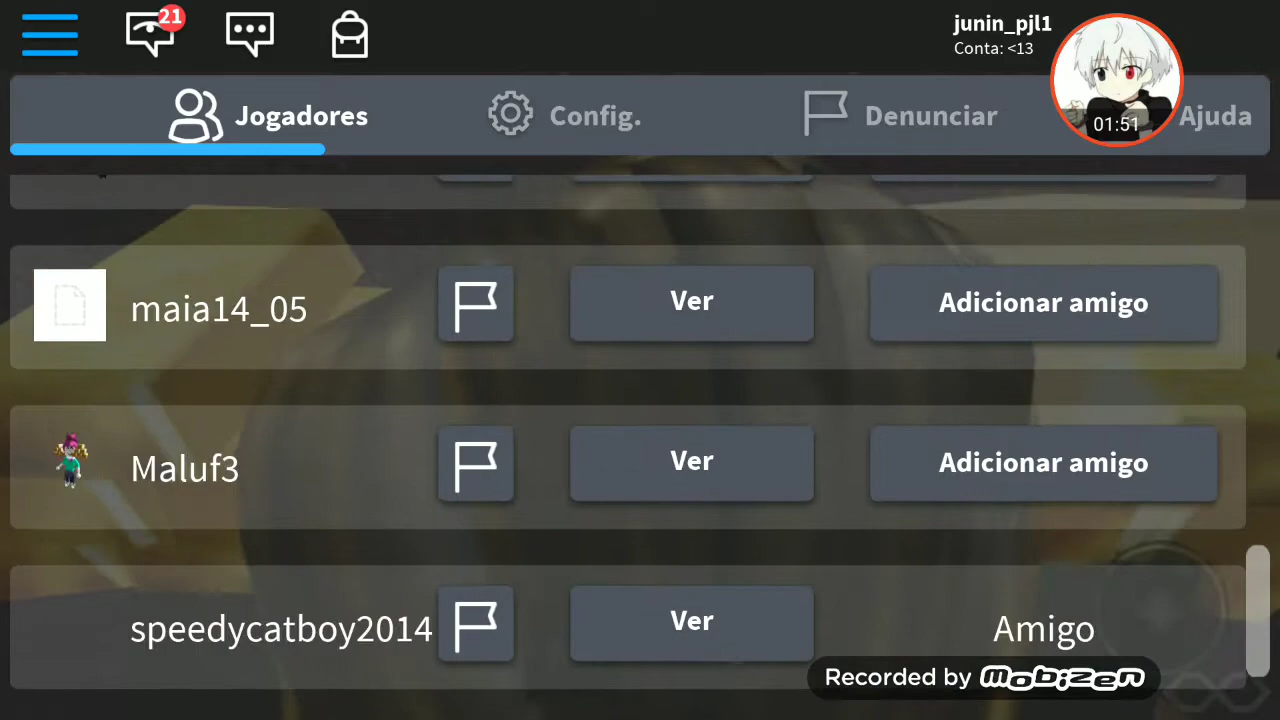 21
junin_pjl1
Conta: <13
Jogadores
Config.
Denunciar
01:51
Ajuda
maia14_05
Ver
Adicionar amigo
Maluf3
Ver
Adicionar amigo
speedycatboy2014
Ver
Amigo
Recorded by mobizen